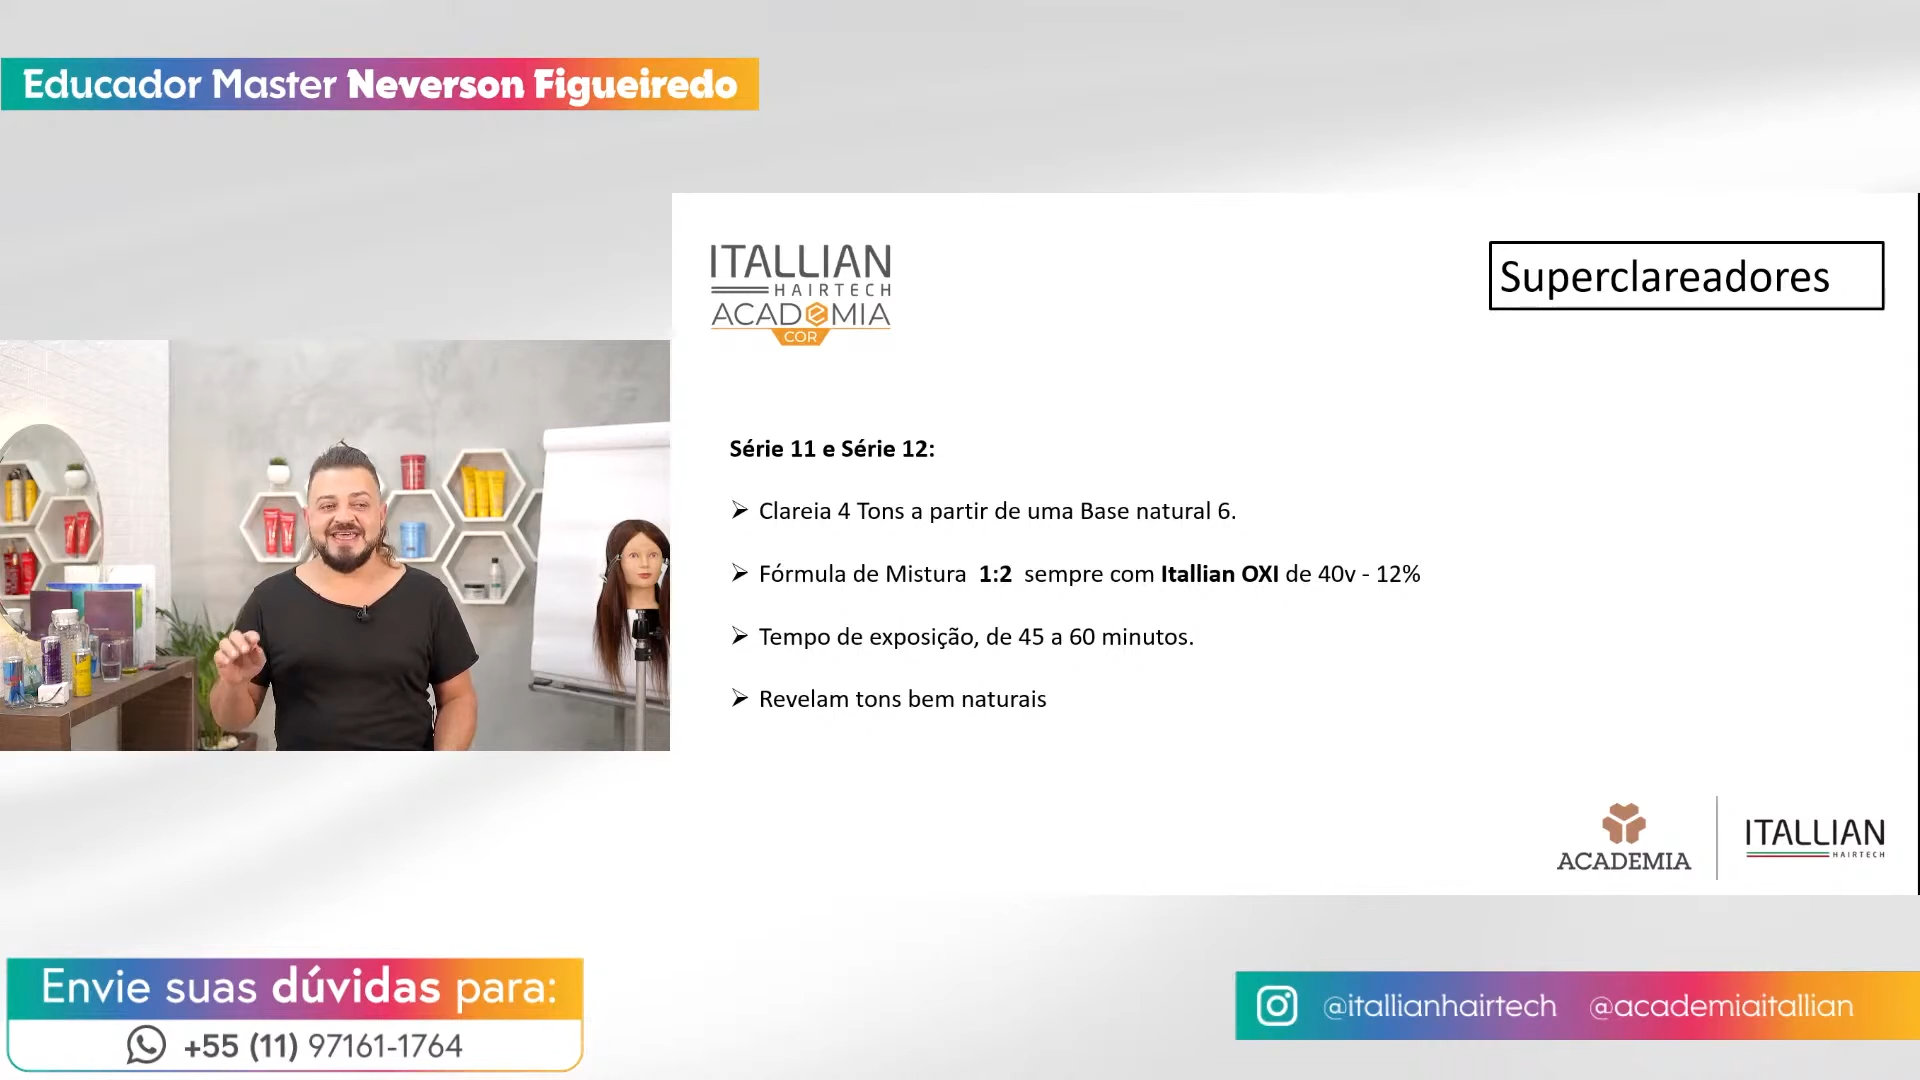 Educador Master Neverson Figueiredo
ITALLIAN
HAIRTECH
ACADEMIA
COR
Superclareadores
Série 11 e Série 12:
➢ Clareia 4 Tons a partir de uma Base natural 6.
➢ Fórmula de Mistura 1:2 sempre com Itallian OXI de 40v - 12%
➢ Tempo de exposição, de 45 a 60 minutos.
➢ Revelam tons bem naturais
ACADEMIA
ITALLIAN
HAIRTECH
Envie suas dúvidas para:
+55 (11) 97161-1764
@itallianhairtech @academiaitallian